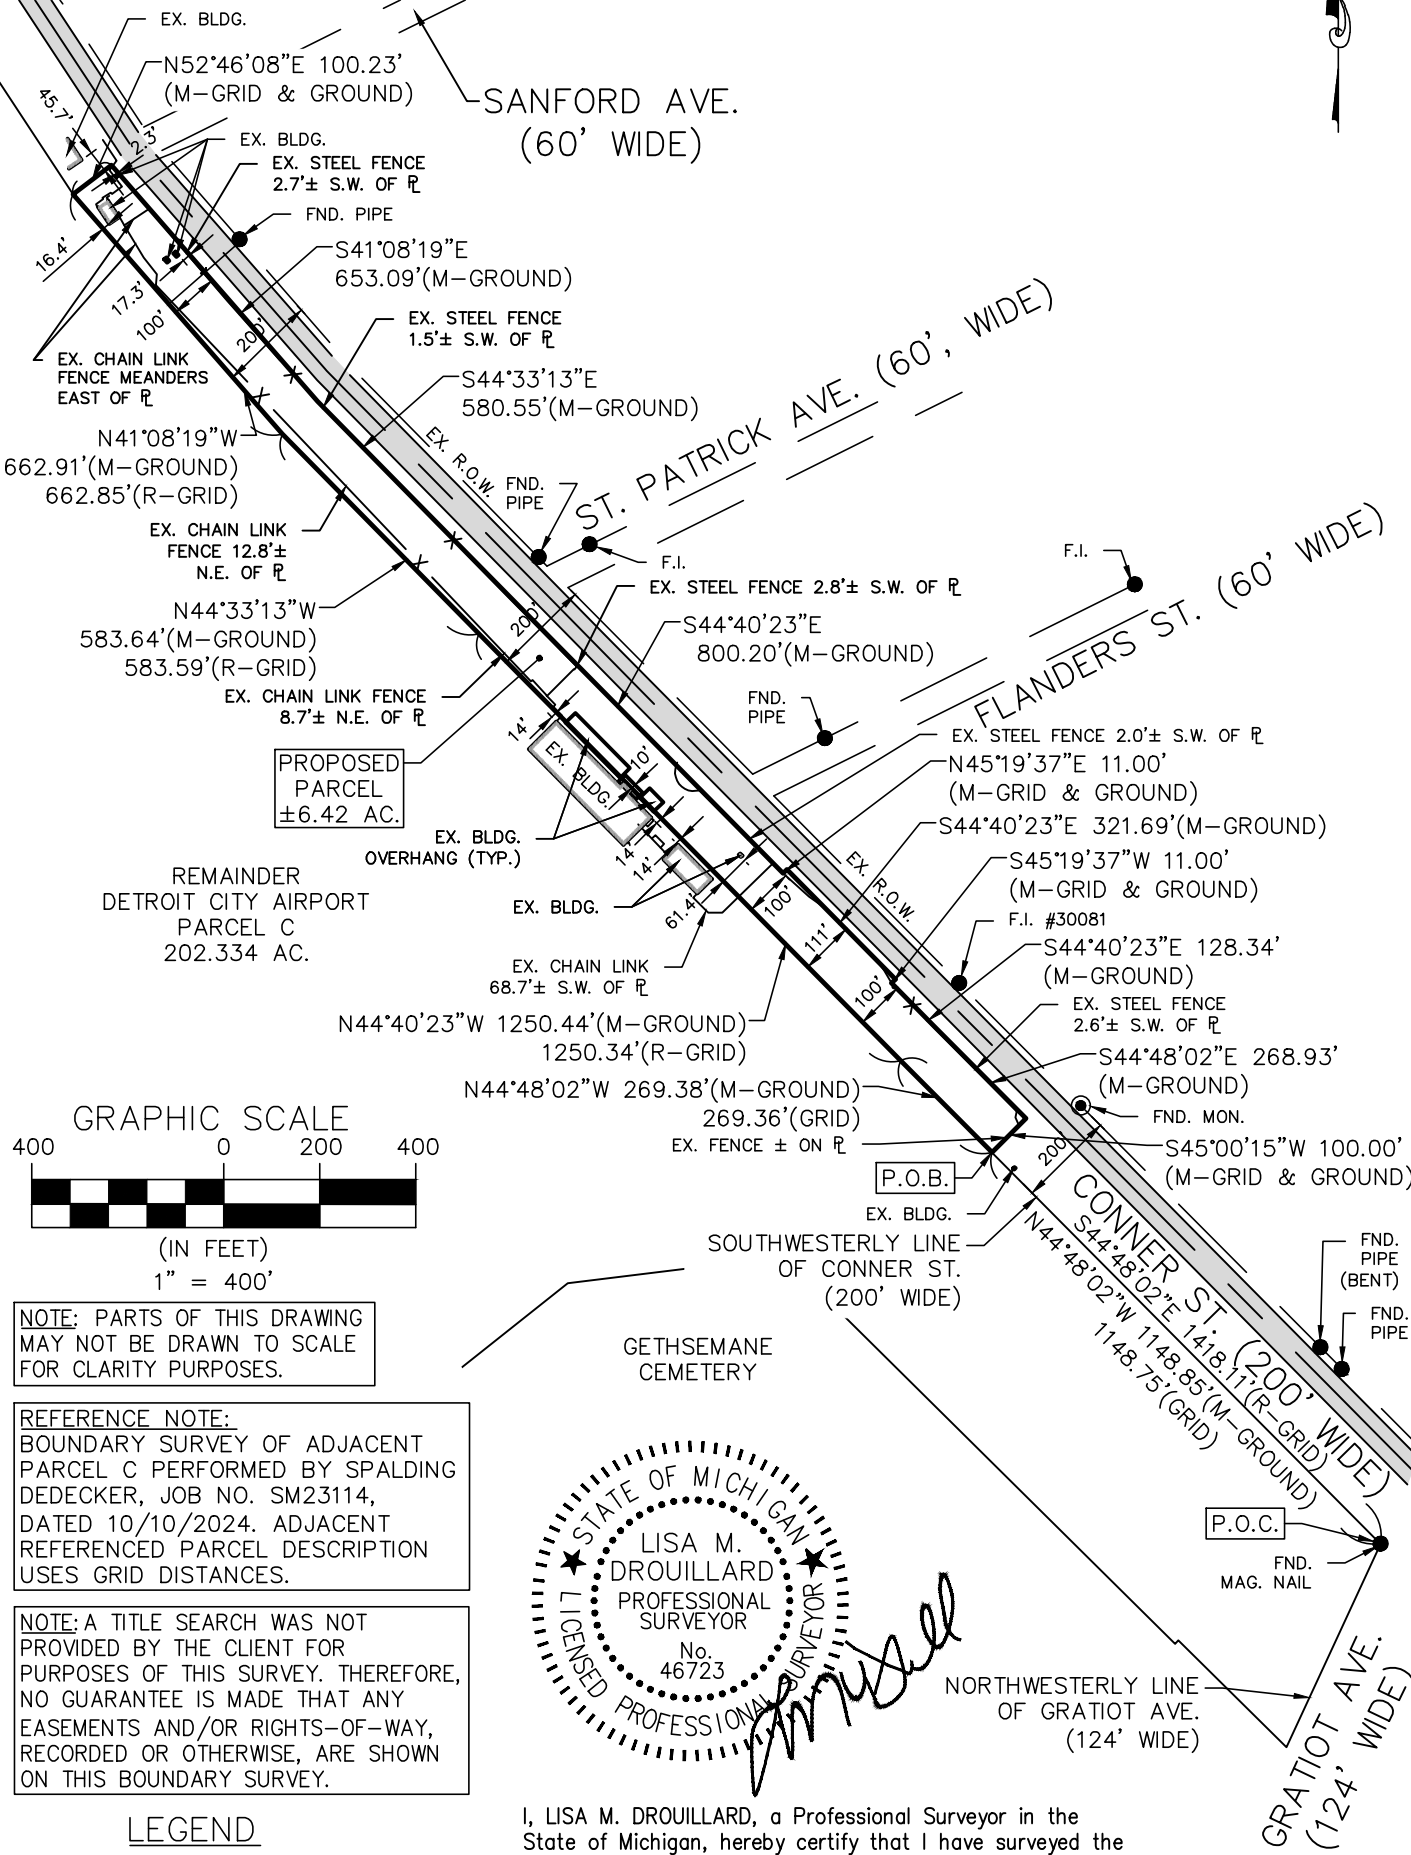 EX. BLDG.
N52°46'08"E 100.23'
(M-GRID & GROUND)
SANFORD AVE.
(60' WIDE)
45.7'
2.3'
EX. BLDG.
EX. STEEL FENCE
2.7'± S.W. OF ℄
FND. PIPE
S41°08'19"E
653.09'(M-GROUND)
16.4'
17.3'
100'
200'
EX. STEEL FENCE
1.5'± S.W. OF ℄
EX. CHAIN LINK
FENCE MEANDERS
EAST OF ℄
S44°33'13"E
580.55'(M-GROUND)
ST. PATRICK AVE. (60', WIDE)
N41°08'19"W
662.91'(M-GROUND)
662.85'(R-GRID)
EX. R.O.W.
FND.
PIPE
F.I.
EX. CHAIN LINK
FENCE 12.8'±
N.E. OF ℄
EX. STEEL FENCE 2.8'± S.W. OF ℄
F.I.
FLANDERS ST. (60' WIDE)
N44°33'13"W
583.64'(M-GROUND)
583.59'(R-GRID)
200'
S44°40'23"E
800.20'(M-GROUND)
EX. CHAIN LINK FENCE
8.7'± N.E. OF ℄
FND.
PIPE
14'
EX. BLDG.
10'
EX. STEEL FENCE 2.0'± S.W. OF ℄
PROPOSED
PARCEL
±6.42 AC.
N45°19'37"E 11.00'
(M-GRID & GROUND)
S44°40'23"E 321.69'(M-GROUND)
EX. BLDG.
OVERHANG (TYP.)
14'
14'
S45°19'37"W 11.00'
(M-GRID & GROUND)
REMAINDER
DETROIT CITY AIRPORT
PARCEL C
202.334 AC.
EX. R.O.W.
EX. BLDG.
61.4'
100'
F.I. #30081
111'
S44°40'23"E 128.34'
(M-GROUND)
EX. CHAIN LINK
68.7'± S.W. OF ℄
100'
EX. STEEL FENCE
2.6'± S.W. OF ℄
N44°40'23"W 1250.44'(M-GROUND)
1250.34'(R-GRID)
S44°48'02"E 268.93'
(M-GROUND)
N44°48'02"W 269.38'(M-GROUND)
269.36'(GRID)
FND. MON.
EX. FENCE ± ON ℄
200'
S45°00'15"W 100.00'
(M-GRID & GROUND)
P.O.B.
EX. BLDG.
GRAPHIC SCALE
400 0 200 400
(IN FEET)
1" = 400'
SOUTHWESTERLY LINE
OF CONNER ST.
(200' WIDE)
CONNER ST. (200' WIDE)
S44°48'02"E 1418.11'(R-GRID)
N44°48'02"W 1148.85'(M-GROUND)
1148.75'(GRID)
FND.
PIPE
(BENT)
FND.
PIPE
NOTE: PARTS OF THIS DRAWING
MAY NOT BE DRAWN TO SCALE
FOR CLARITY PURPOSES.
GETHSEMANE
CEMETERY
REFERENCE NOTE:
BOUNDARY SURVEY OF ADJACENT
PARCEL C PERFORMED BY SPALDING
DEDECKER, JOB NO. SM23114,
DATED 10/10/2024. ADJACENT
REFERENCED PARCEL DESCRIPTION
USES GRID DISTANCES.
P.O.C.
FND.
MAG. NAIL
STATE OF MICHIGAN
LISA M.
DROUILLARD
PROFESSIONAL
SURVEYOR
No.
46723
LICENSED PROFESSIONAL SURVEYOR
NOTE: A TITLE SEARCH WAS NOT
PROVIDED BY THE CLIENT FOR
PURPOSES OF THIS SURVEY. THEREFORE,
NO GUARANTEE IS MADE THAT ANY
EASEMENTS AND/OR RIGHTS-OF-WAY,
RECORDED OR OTHERWISE, ARE SHOWN
ON THIS BOUNDARY SURVEY.
NORTHWESTERLY LINE
OF GRATIOT AVE.
(124' WIDE)
GRATIOT AVE.
(124' WIDE)
LEGEND
I, LISA M. DROUILLARD, a Professional Surveyor in the
State of Michigan, hereby certify that I have surveyed the